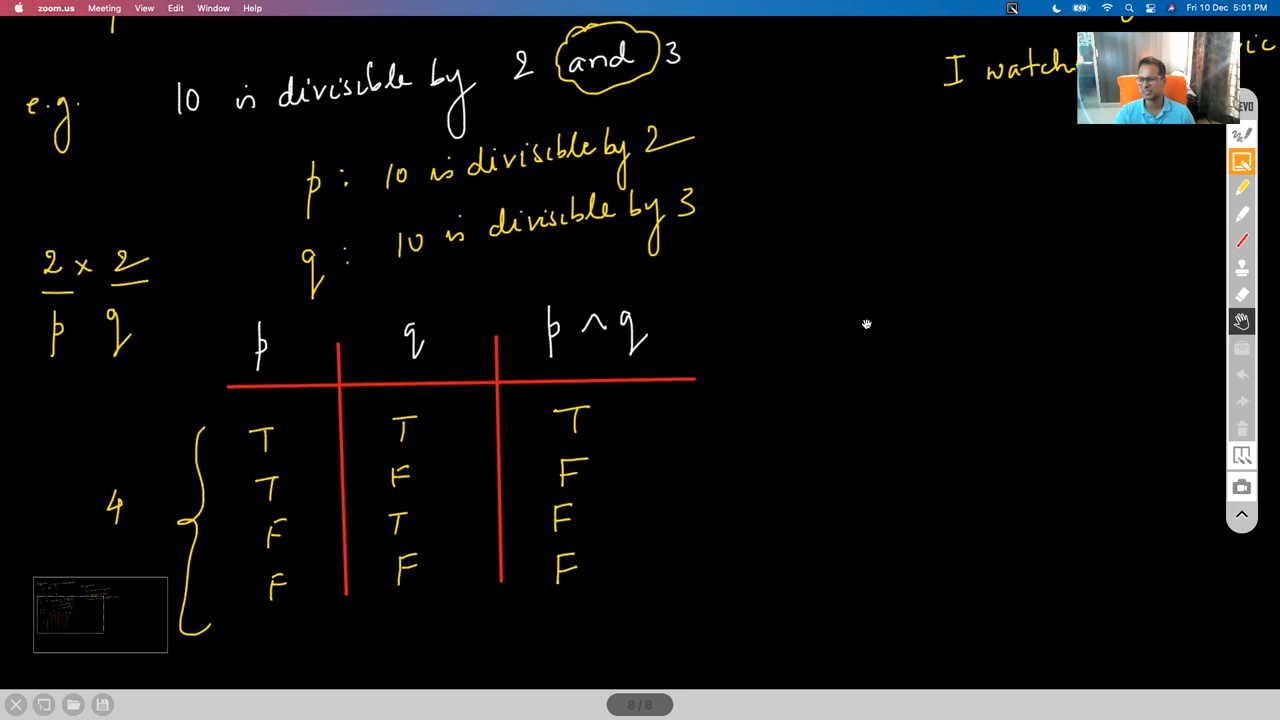 zoom.us Meeting View Edit Window Help Fri 10 Dec 5:01 PM
e.g. 10 is divisible by 2 and 3
I watch
p: 10 is divisible by 2
q: 10 is divisible by 3
2 x 2
p q
p q p ∧ q
T T T
T F F
4
F T F
F F F
8 / 8